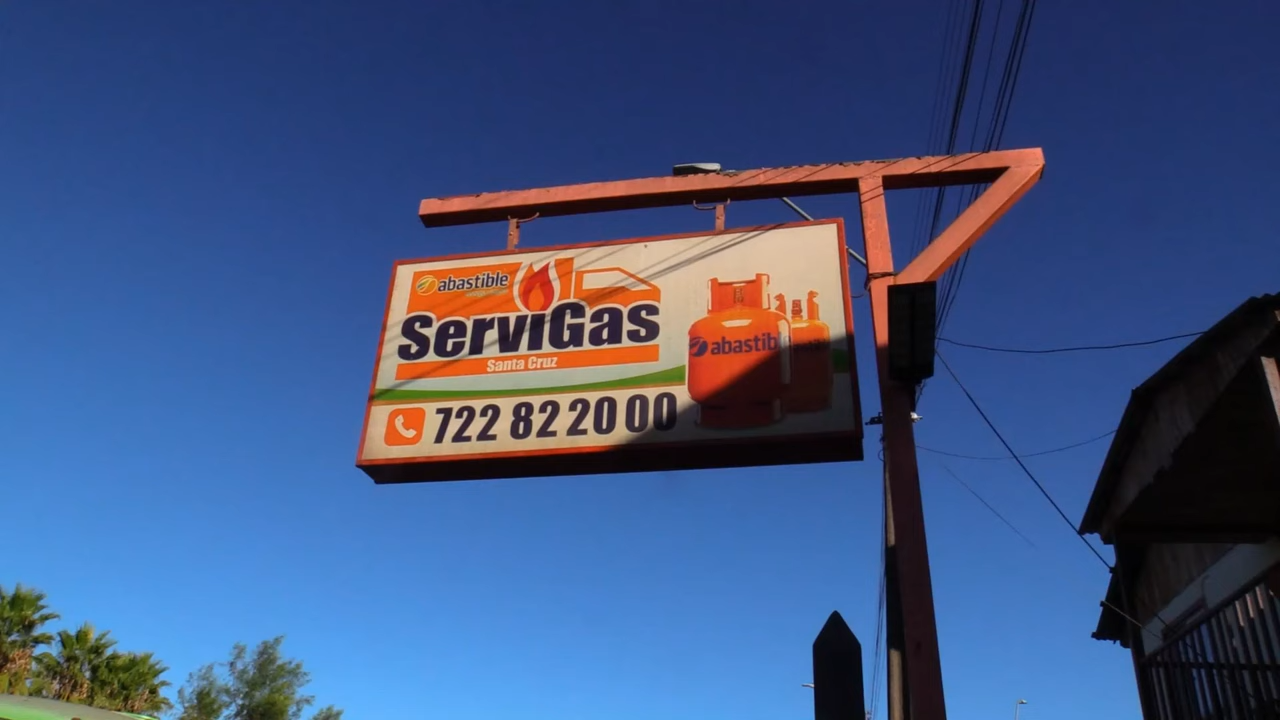 abastible
ServiGas
Santa Cruz
722 82 20 00
abastib